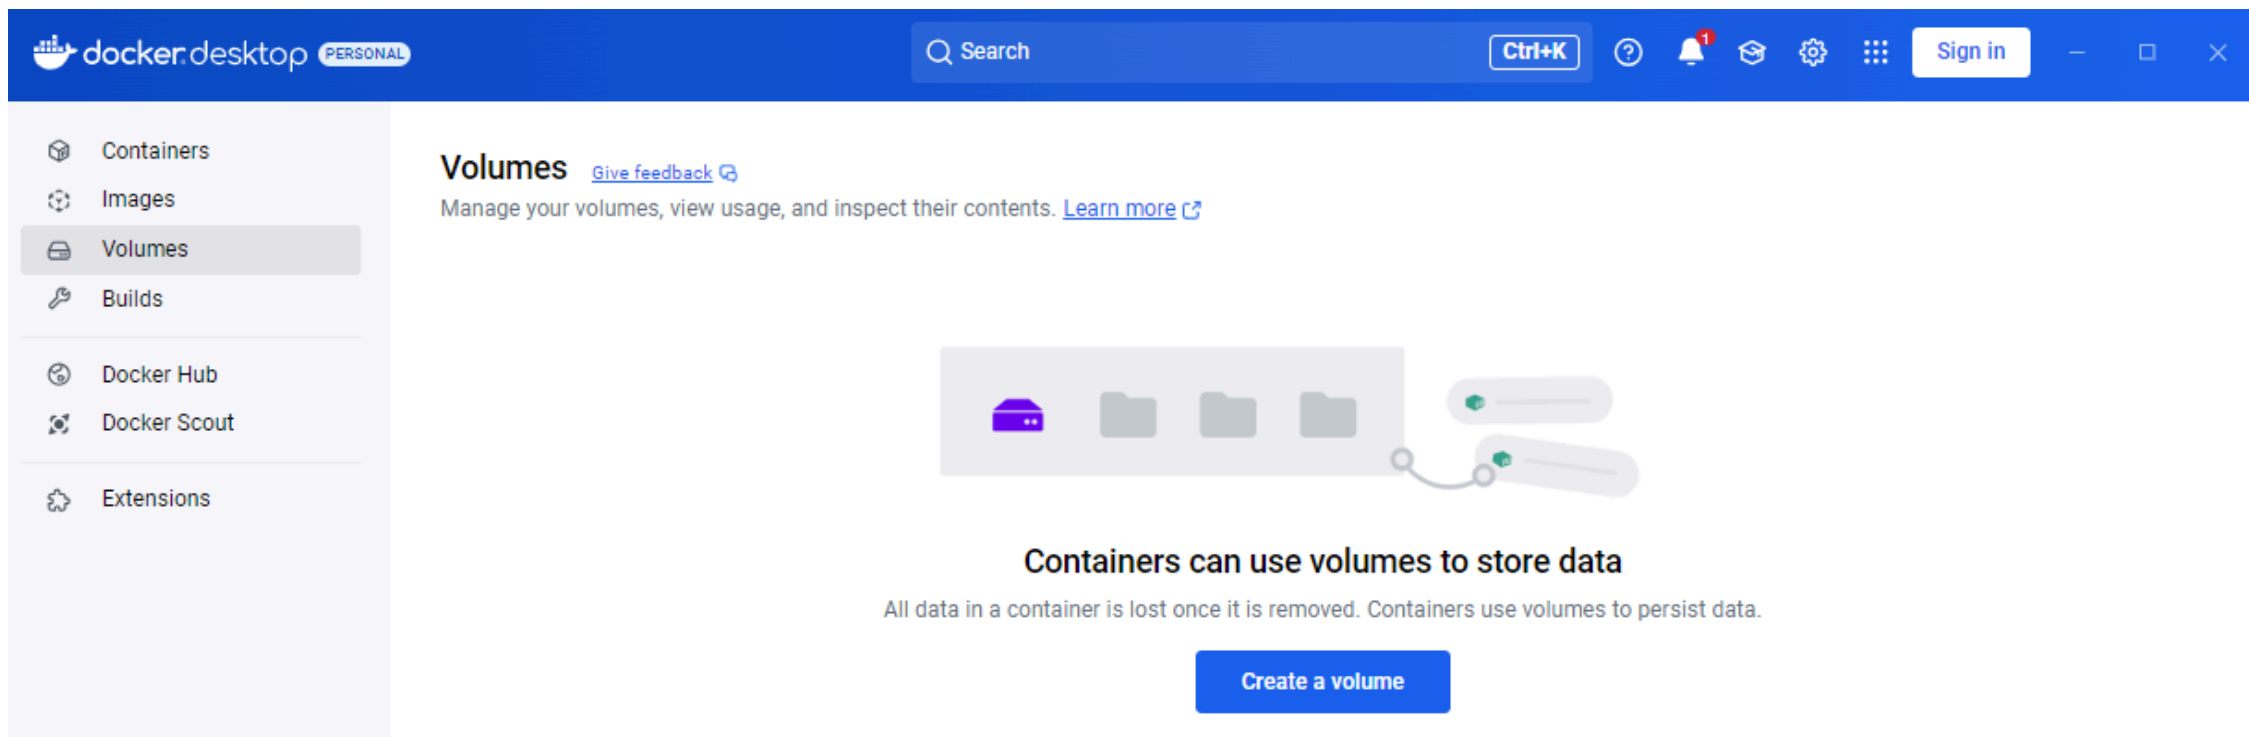 docker.desktop PERSONAL
Search
Ctrl+K
1
Sign in
Containers
Images
Volumes
Builds
Docker Hub
Docker Scout
Extensions
Volumes Give feedback
Manage your volumes, view usage, and inspect their contents. Learn more
Containers can use volumes to store data
All data in a container is lost once it is removed. Containers use volumes to persist data.
Create a volume